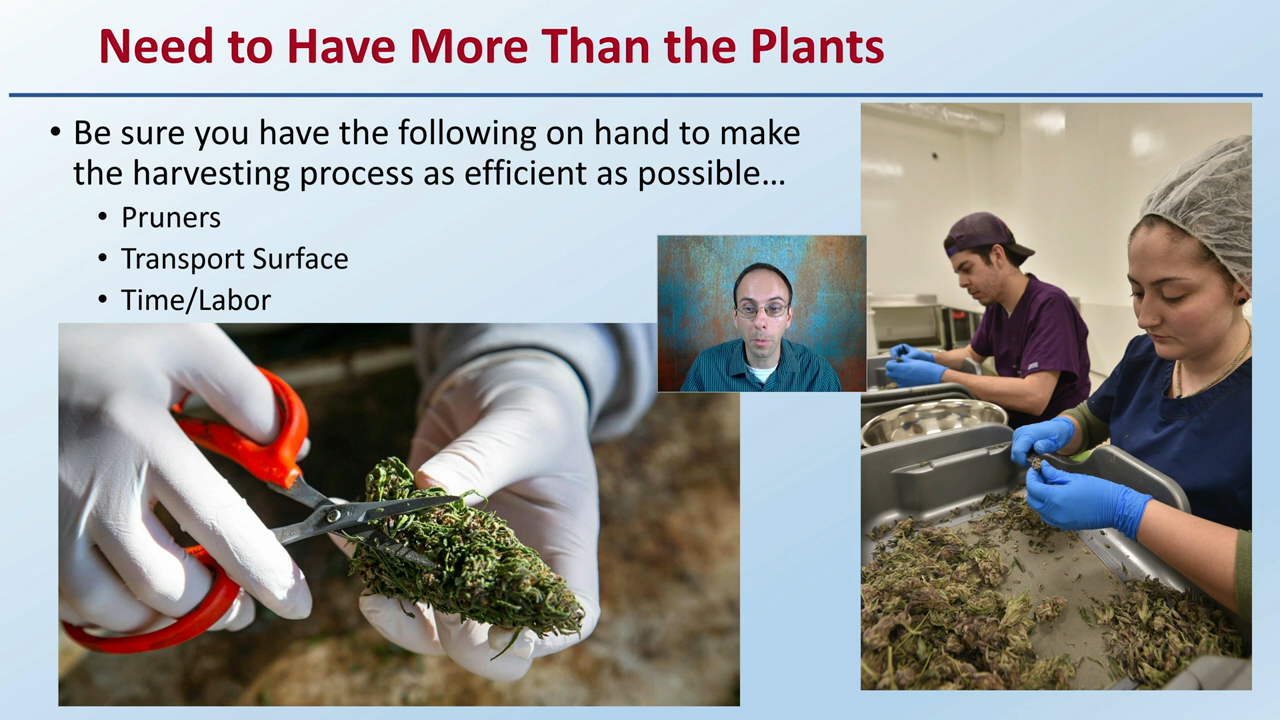 Need to Have More Than the Plants
• Be sure you have the following on hand to make
the harvesting process as efficient as possible…
• Pruners
• Transport Surface
• Time/Labor